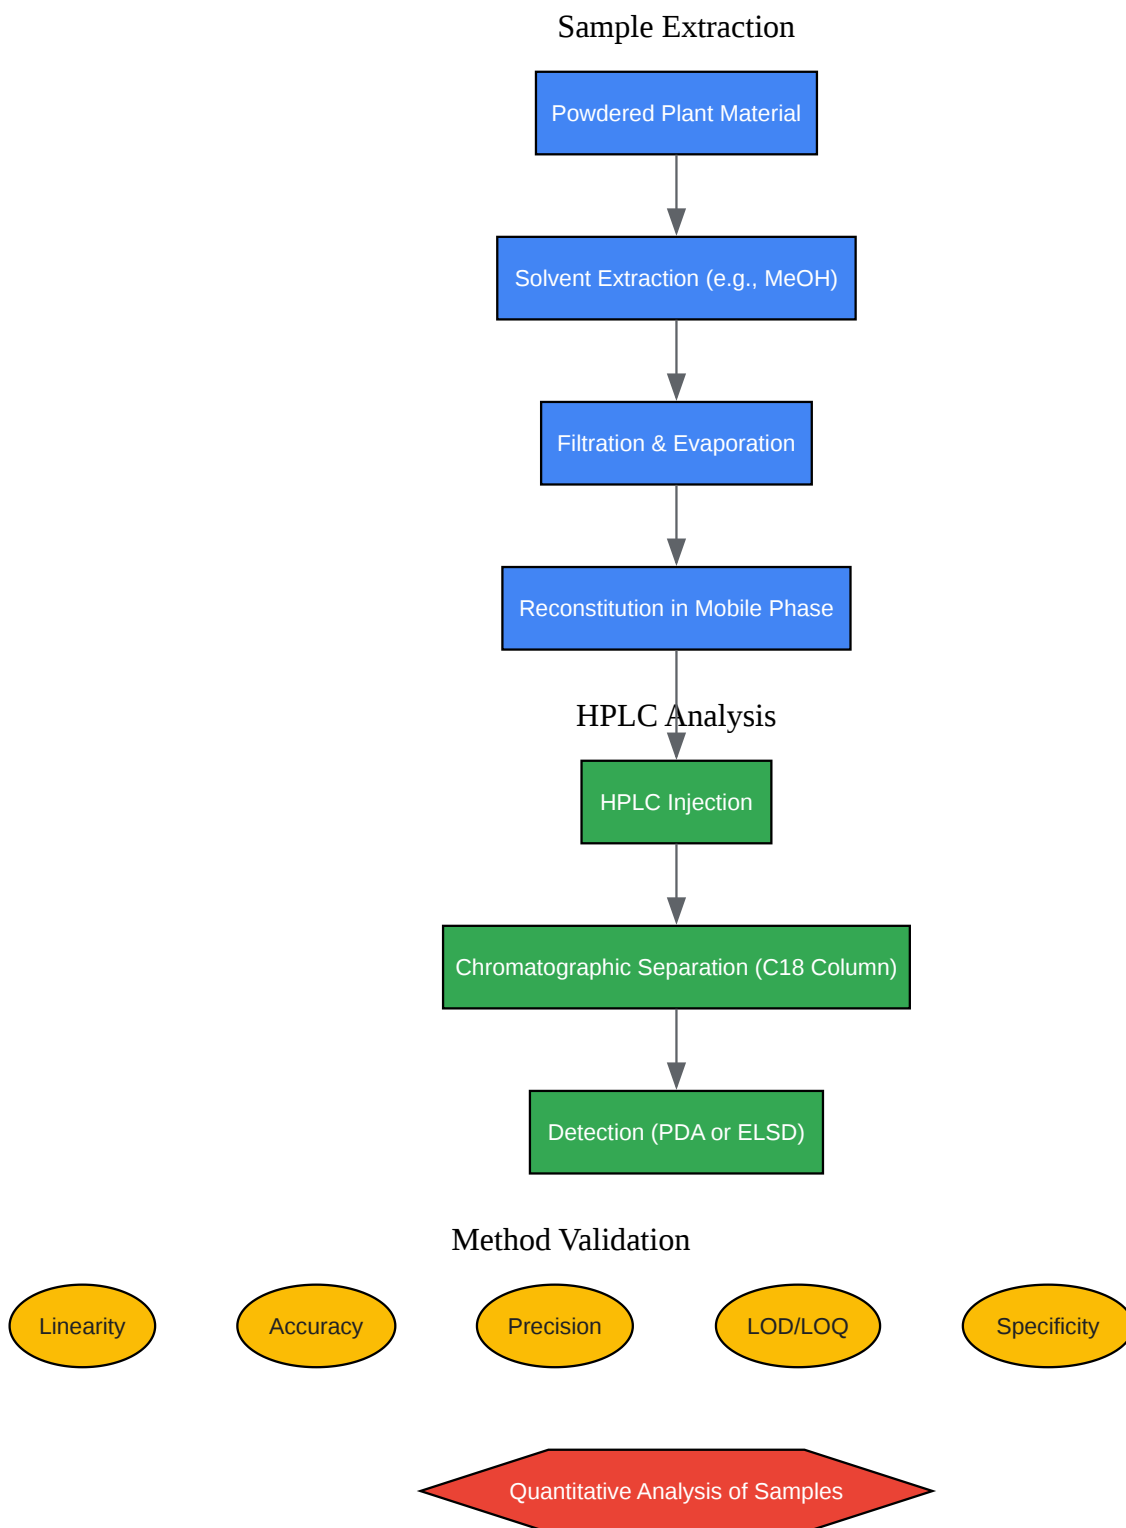 Sample Extraction
Powdered Plant Material
Solvent Extraction (e.g., MeOH)
Filtration & Evaporation
Reconstitution in Mobile Phase
HPLC Analysis
HPLC Injection
Chromatographic Separation (C18 Column)
Detection (PDA or ELSD)
Method Validation
Linearity
Accuracy
Precision
LOD/LOQ
Specificity
Quantitative Analysis of Samples